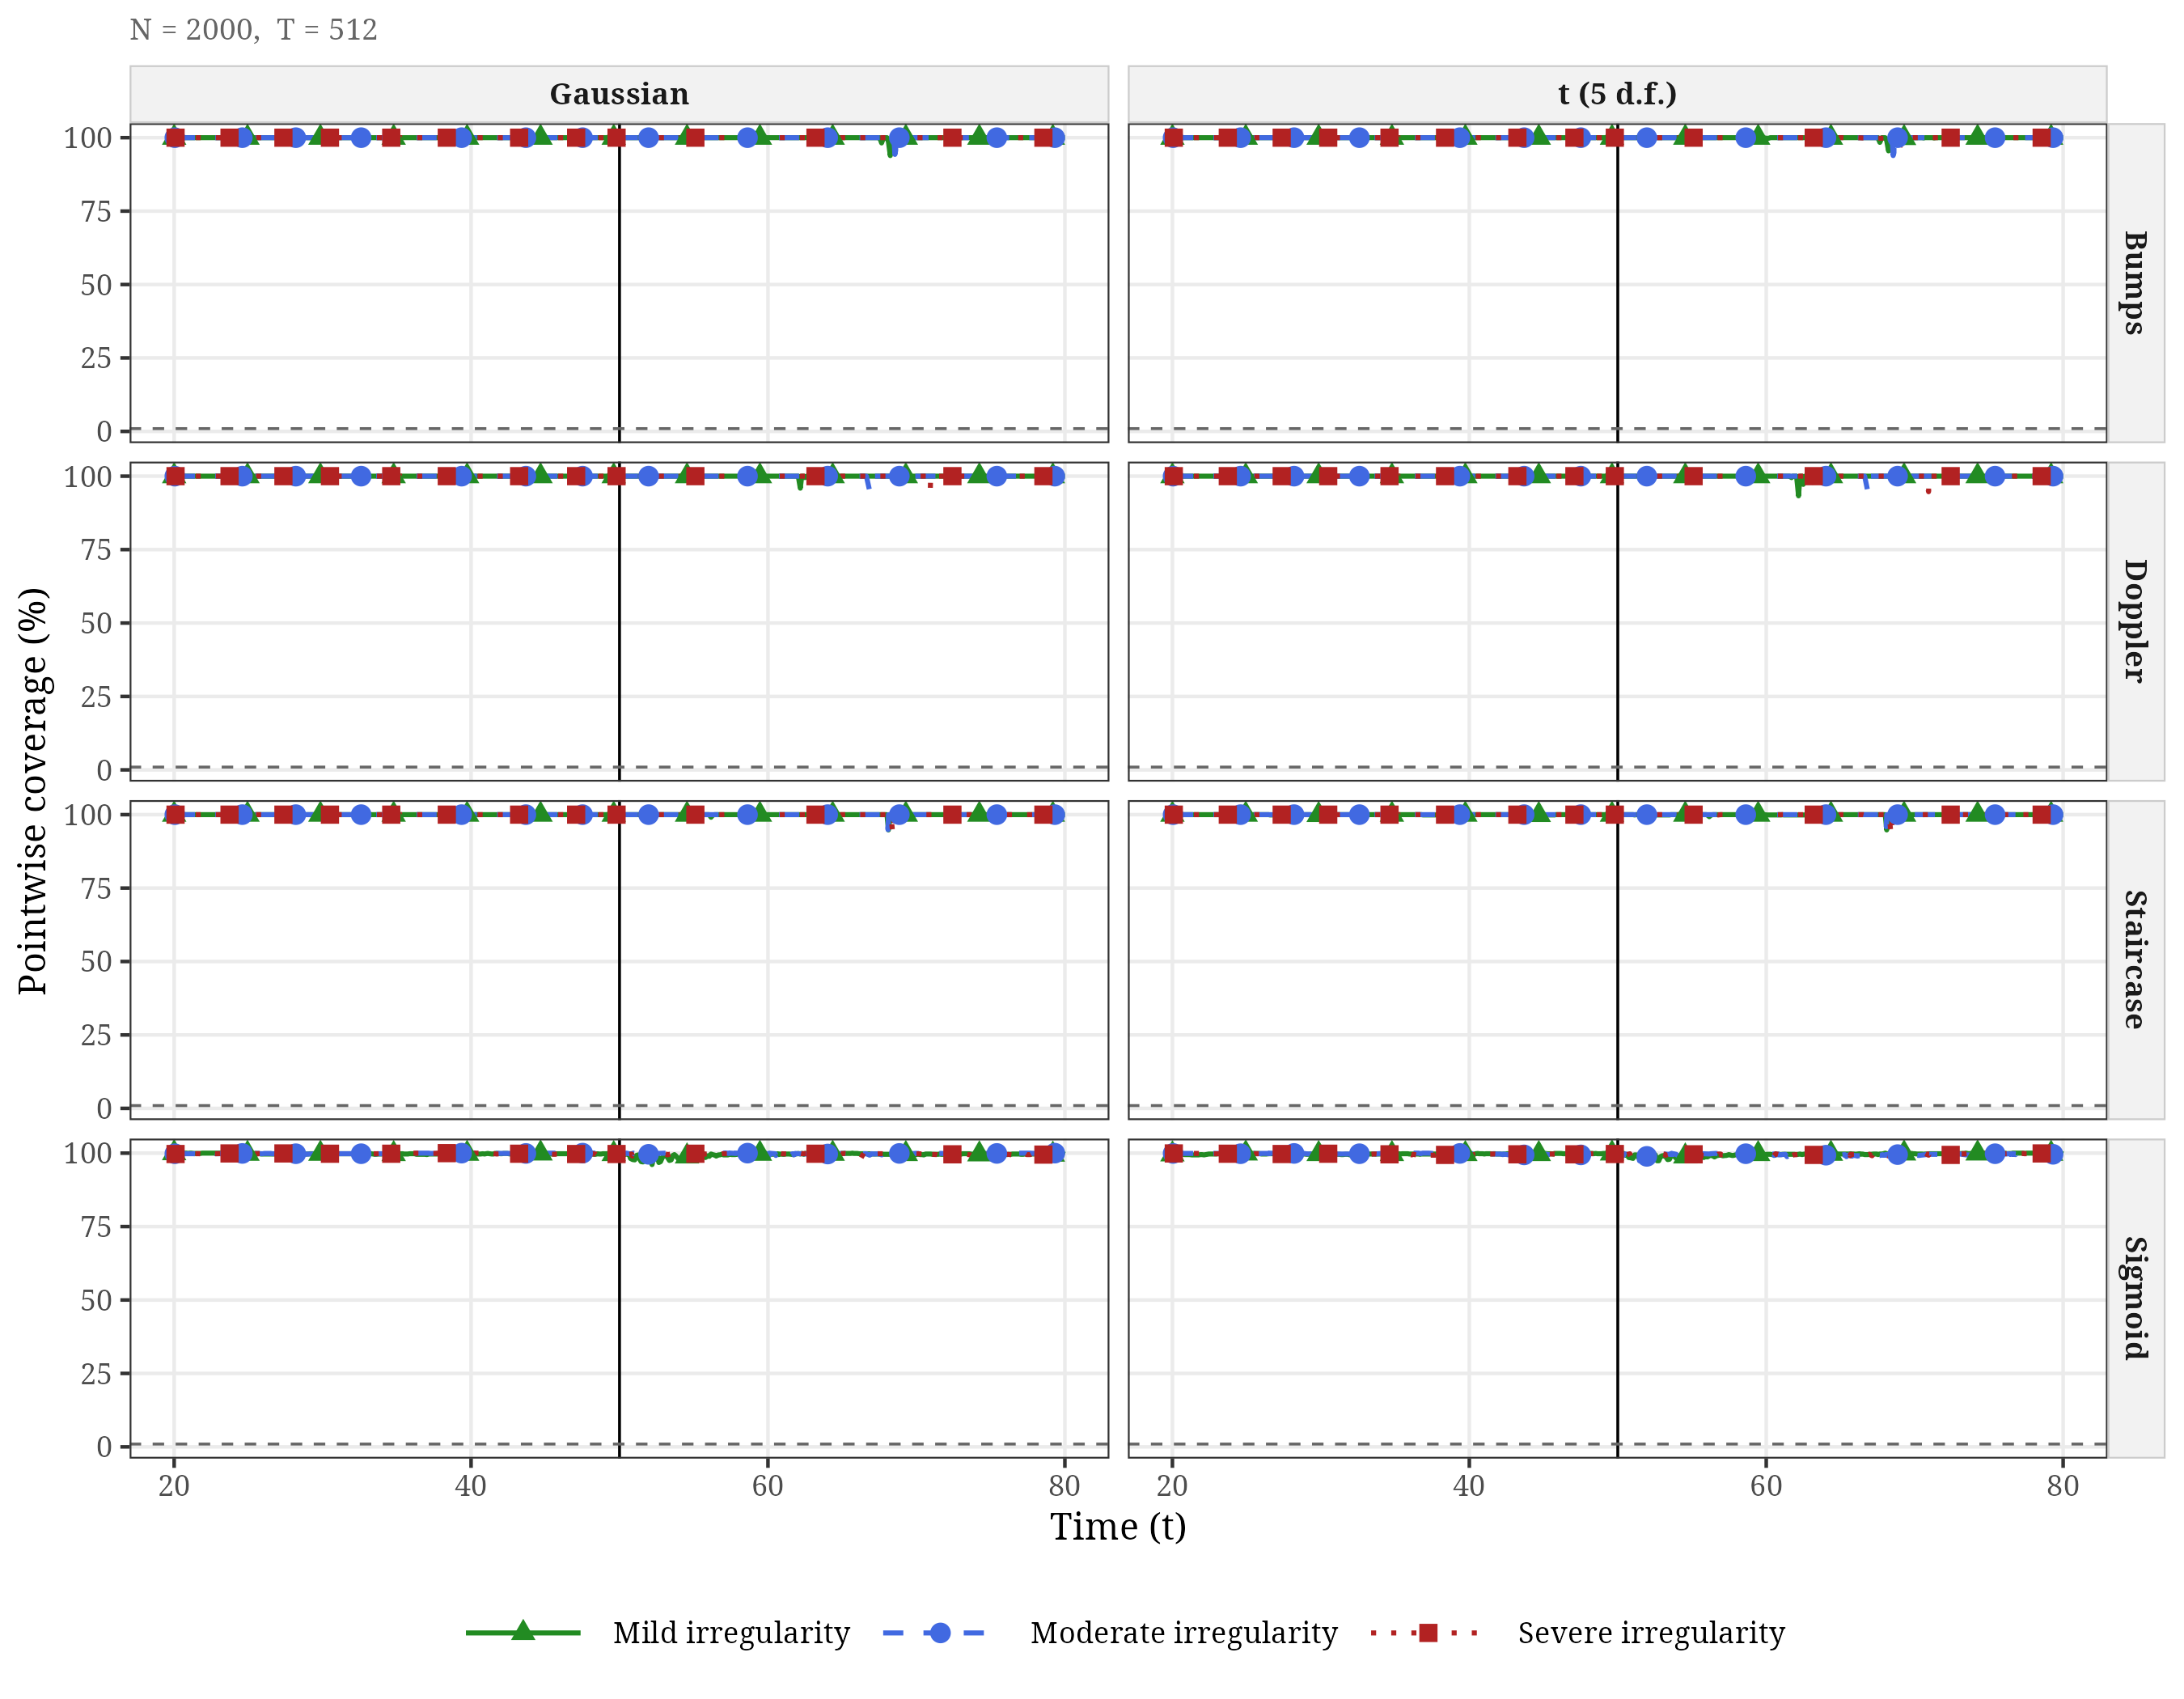 N = 2000,  T = 512
Gaussian
t (5 d.f.)
100
75
50
25
0
Bumps
100
75
50
25
0
Doppler
Pointwise coverage (%)
100
75
50
25
0
Staircase
100
75
50
25
0
Sigmoid
20
40
60
80
20
40
60
80
Time (t)
Mild irregularity
Moderate irregularity
Severe irregularity